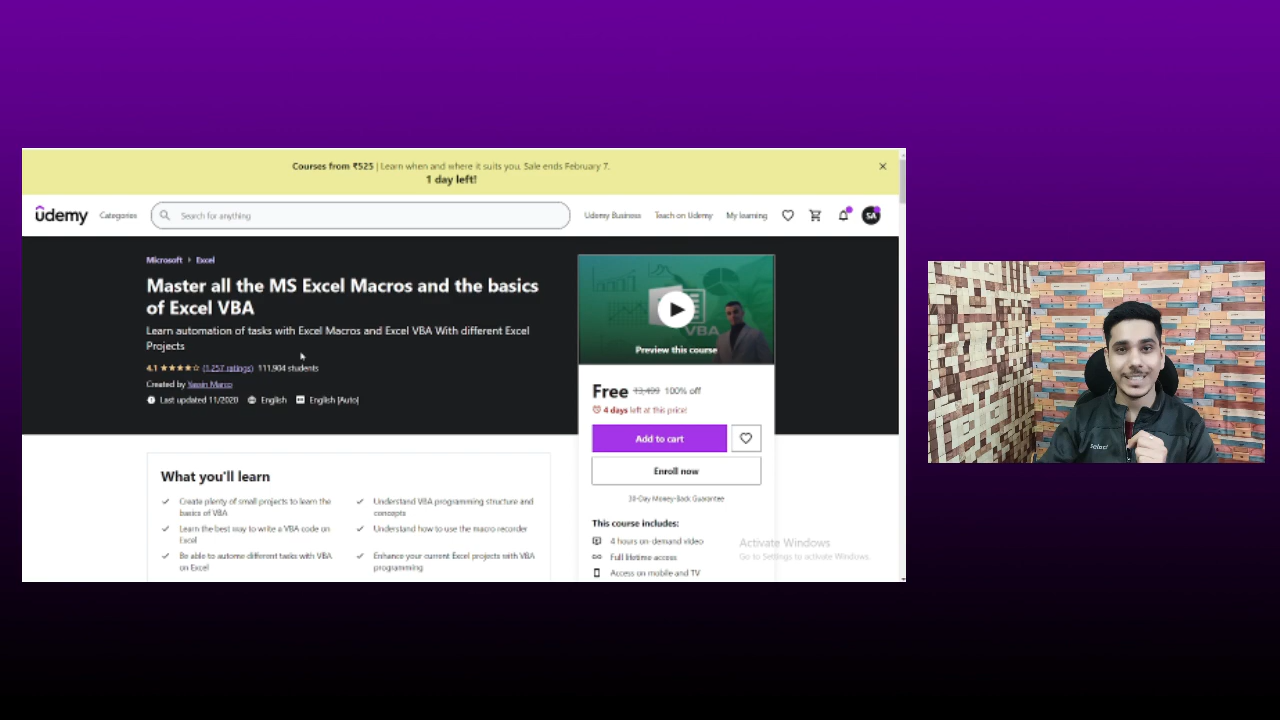 Courses from ₹525 | Learn when and where it suits you. Sale ends February 7.
1 day left!
ûdemy
Categories
Search for anything
Udemy Business
Teach on Udemy
My learning
SA
Microsoft
Excel
Master all the MS Excel Macros and the basics
of Excel VBA
Learn automation of tasks with Excel Macros and Excel VBA With different Excel
Projects
4.1
(1,257 ratings)
111,904 students
Created by Yassin Marco
Last updated 11/2020
English
English [Auto]
VBA
Preview this course
Free
100% off
4 days left at this price!
Add to cart
Enroll now
30-Day Money-Back Guarantee
This course includes:
4 hours on-demand video
Full lifetime access
Access on mobile and TV
What you'll learn
Create plenty of small projects to learn the
basics of VBA
Understand VBA programming structure and
concepts
Learn the best way to write a VBA code on
Excel
Understand how to use the macro recorder
Be able to autome different tasks with VBA
on Excel
Enhance your current Excel projects with VBA
programming
Activate Windows
Go to Settings to activate Windows.